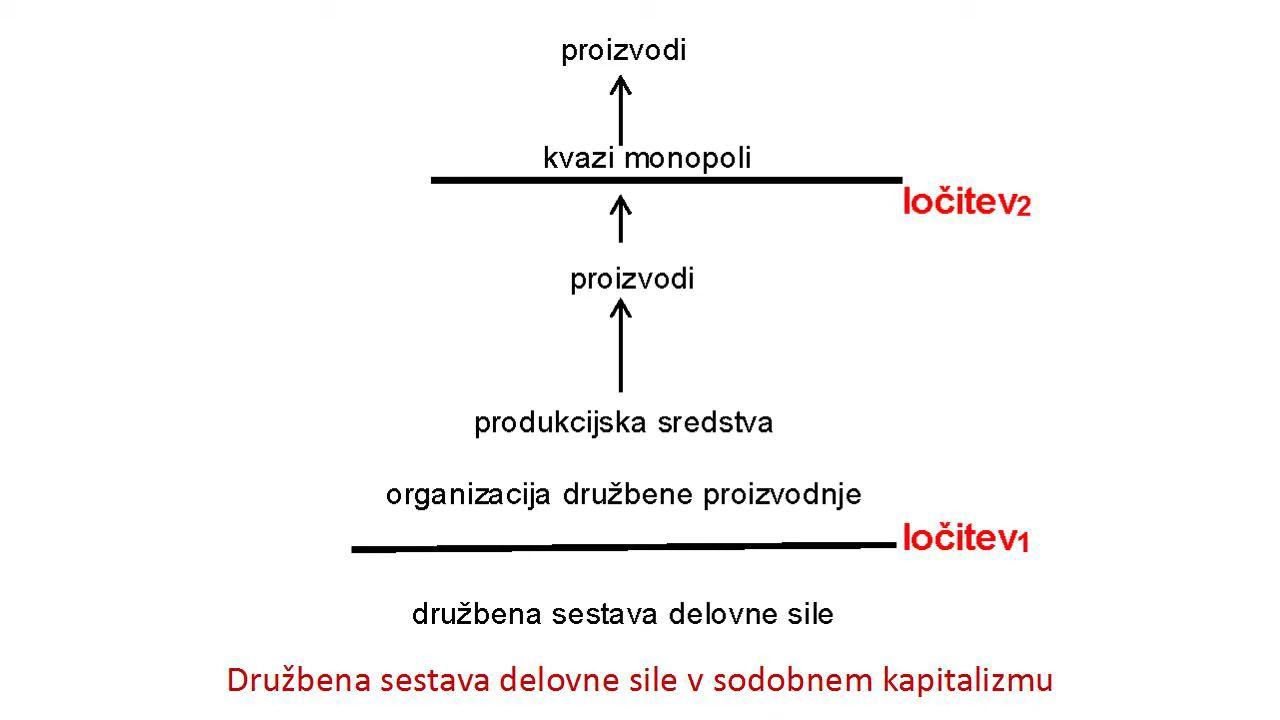 proizvodi
kvazi monopoli
ločitev2
proizvodi
produkcijska sredstva
organizacija družbene proizvodnje
ločitev1
družbena sestava delovne sile
Družbena sestava delovne sile v sodobnem kapitalizmu